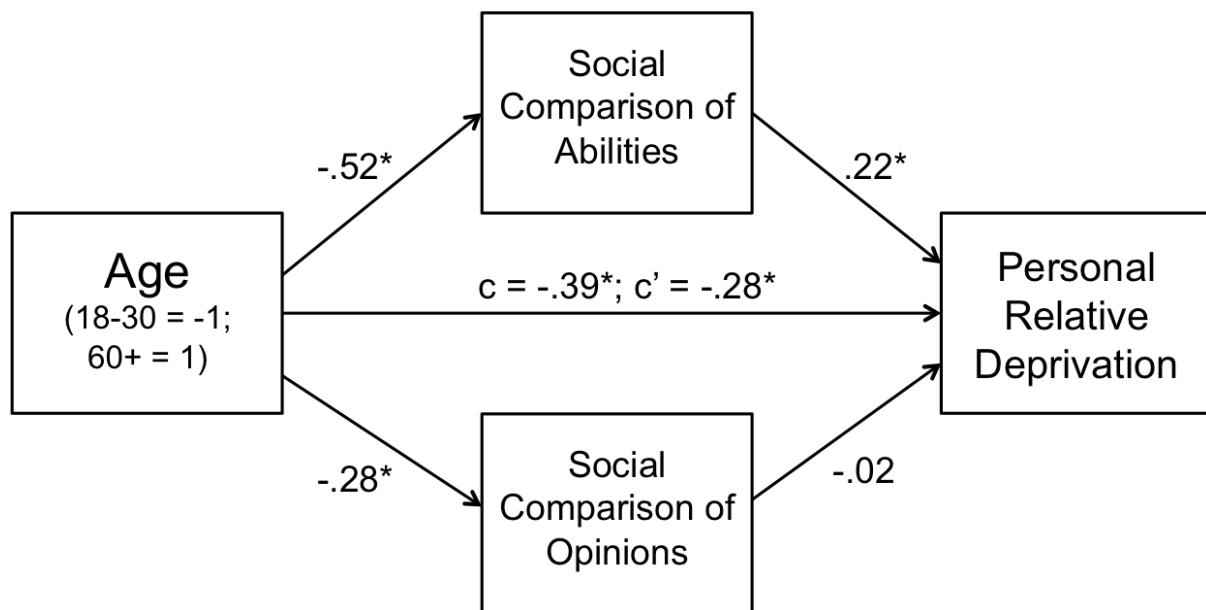 Social
Comparison of
Abilities
-.52*
.22*
Age
(18-30 = -1;
60+ = 1)
c = -.39*; c’ = -.28*
Personal
Relative
Deprivation
-.28*
Social
Comparison of
Opinions
-.02